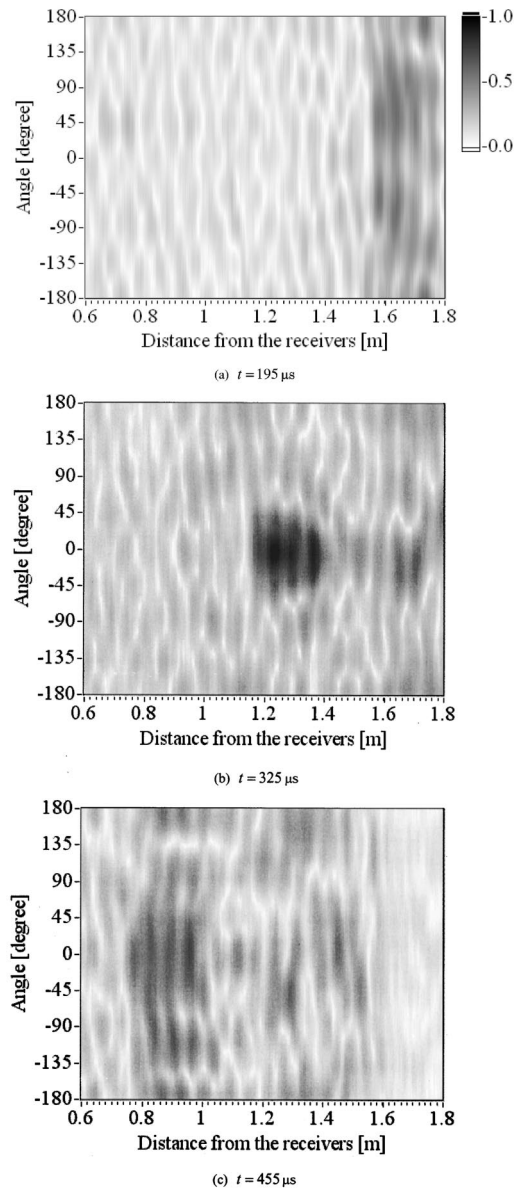 180
135
90
45
0
-45
-90
-135
-180
Angle [degree]
0.6 0.8 1 1.2 1.4 1.6 1.8
Distance from the receivers [m]
1.0
0.5
0.0
(a) t = 195 µs
180
135
90
45
0
-45
-90
-135
-180
Angle [degree]
0.6 0.8 1 1.2 1.4 1.6 1.8
Distance from the receivers [m]
(b) t = 325 µs
180
135
90
45
0
-45
-90
-135
-180
Angle [degree]
0.6 0.8 1 1.2 1.4 1.6 1.8
Distance from the receivers [m]
(c) t = 455 µs